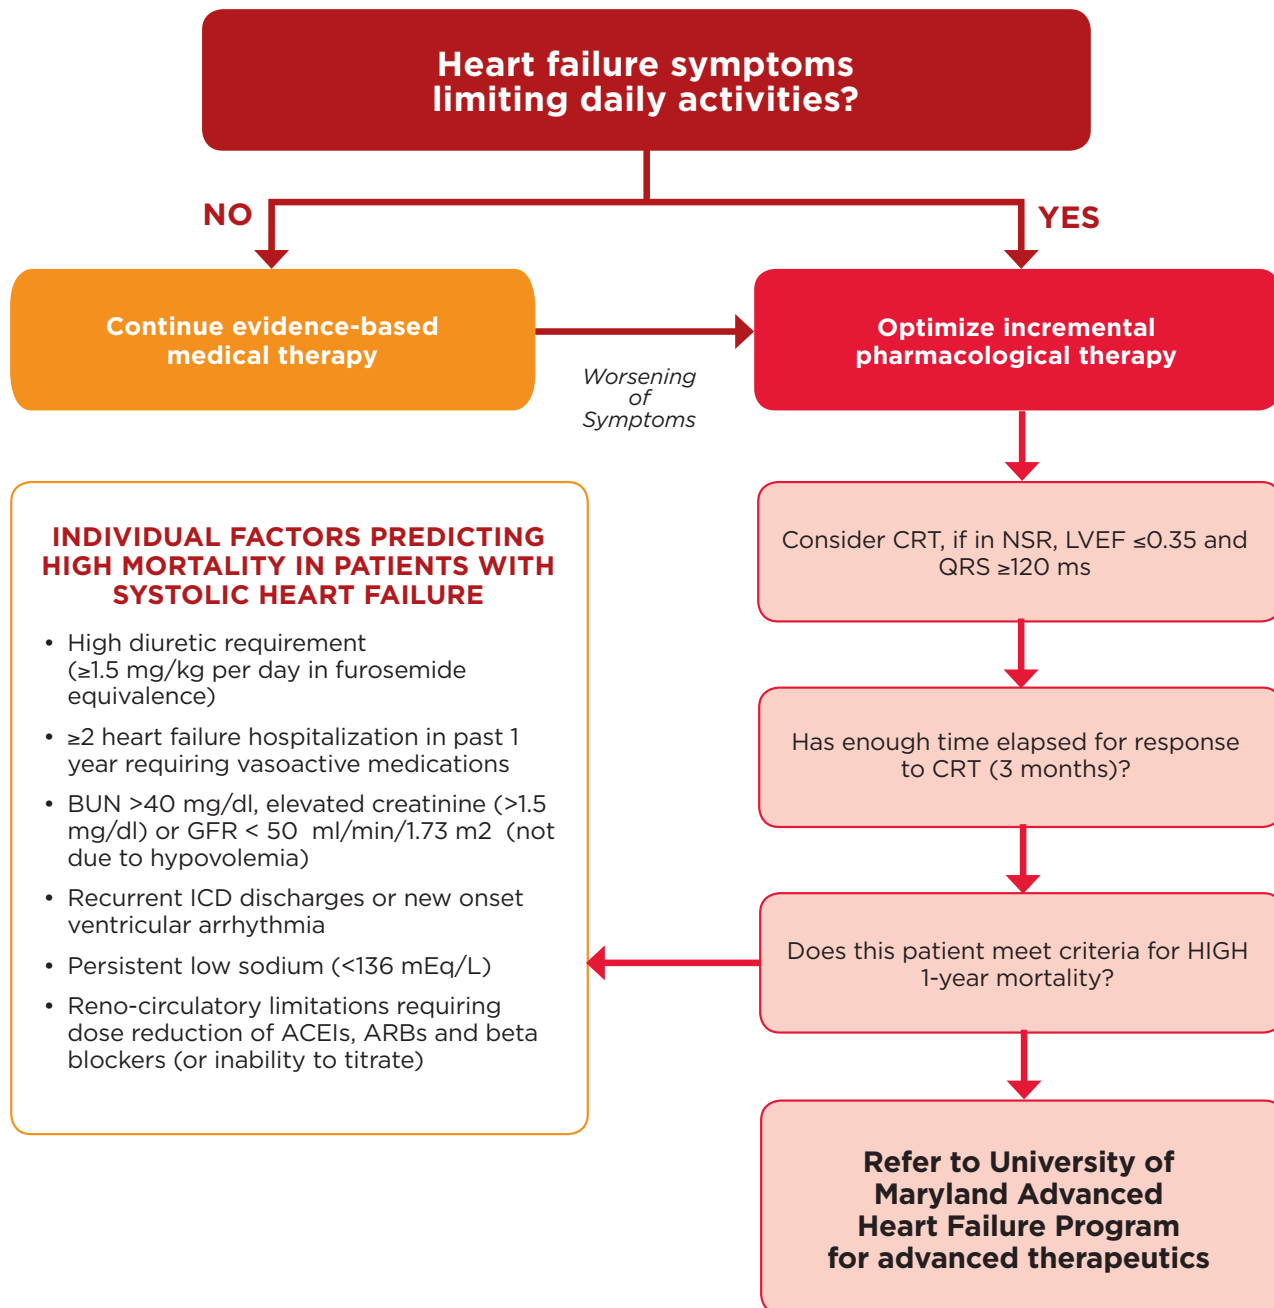 Heart failure symptoms
limiting daily activities?
NO
YES
Continue evidence-based
medical therapy
Worsening
of
Symptoms
Optimize incremental
pharmacological therapy
Consider CRT, if in NSR, LVEF ≤0.35 and
QRS ≥120 ms
Has enough time elapsed for response
to CRT (3 months)?
Does this patient meet criteria for HIGH
1-year mortality?
INDIVIDUAL FACTORS PREDICTING
HIGH MORTALITY IN PATIENTS WITH
SYSTOLIC HEART FAILURE
• High diuretic requirement
(≥1.5 mg/kg per day in furosemide
equivalence)
• ≥2 heart failure hospitalization in past 1
year requiring vasoactive medications
• BUN >40 mg/dl, elevated creatinine (>1.5
mg/dl) or GFR < 50 ml/min/1.73 m2 (not
due to hypovolemia)
• Recurrent ICD discharges or new onset
ventricular arrhythmia
• Persistent low sodium (<136 mEq/L)
• Reno-circulatory limitations requiring
dose reduction of ACEIs, ARBs and beta
blockers (or inability to titrate)
Refer to University of
Maryland Advanced
Heart Failure Program
for advanced therapeutics